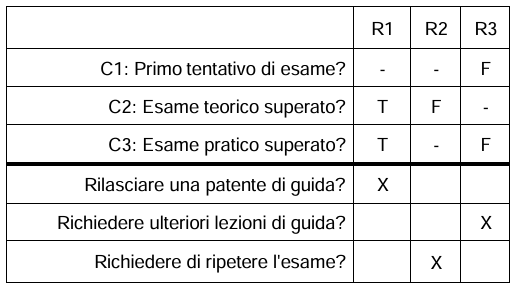 R1 R2 R3
C1: Primo tentativo di esame? - - F
C2: Esame teorico superato? T F -
C3: Esame pratico superato? T - F
Rilasciare una patente di guida? X
Richiedere ulteriori lezioni di guida? X
Richiedere di ripetere l'esame? X